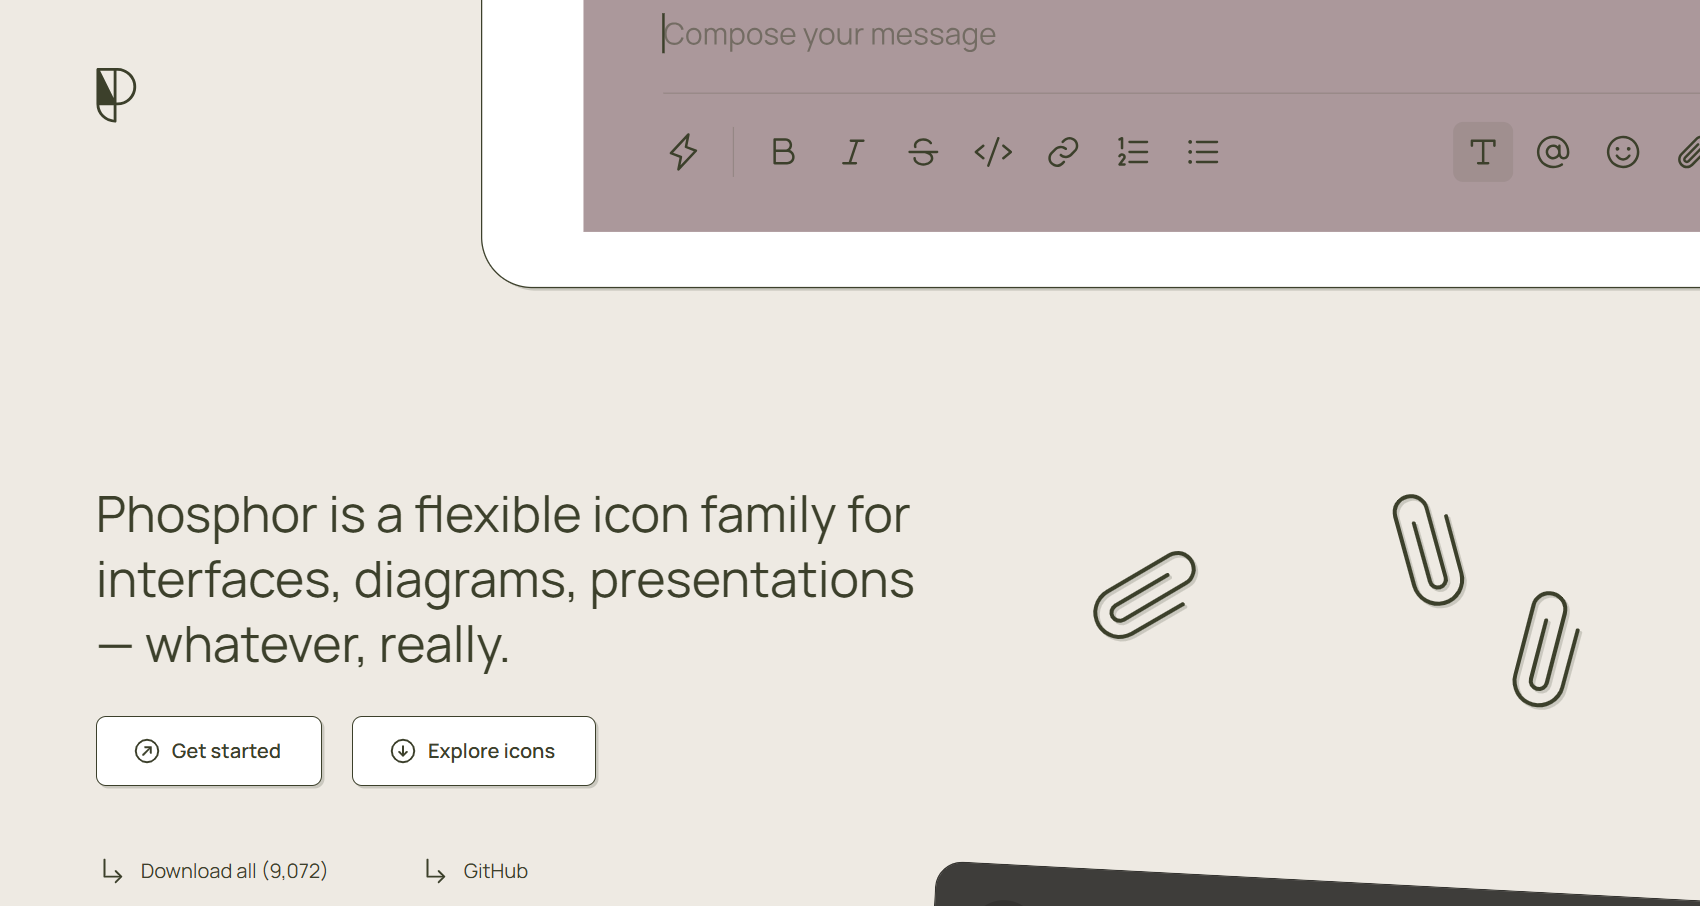 Compose your message
Phosphor is a flexible icon family for
interfaces, diagrams, presentations
— whatever, really.
Get started
Explore icons
Download all (9,072)
GitHub